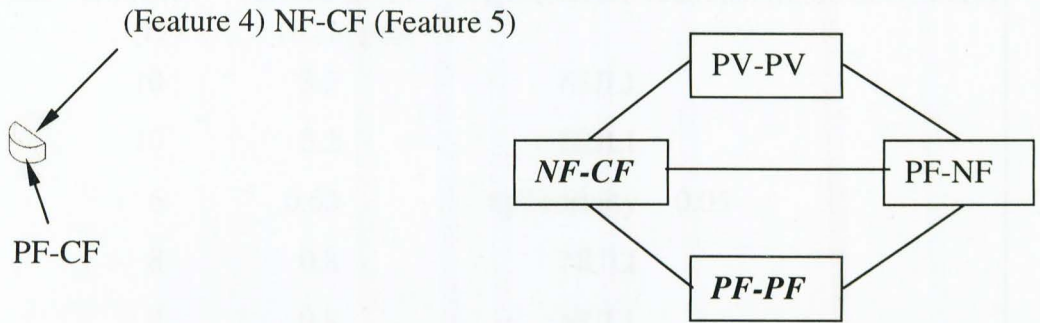 (Feature 4) NF-CF (Feature 5)
PF-CF
PV-PV
NF-CF
PF-NF
PF-PF